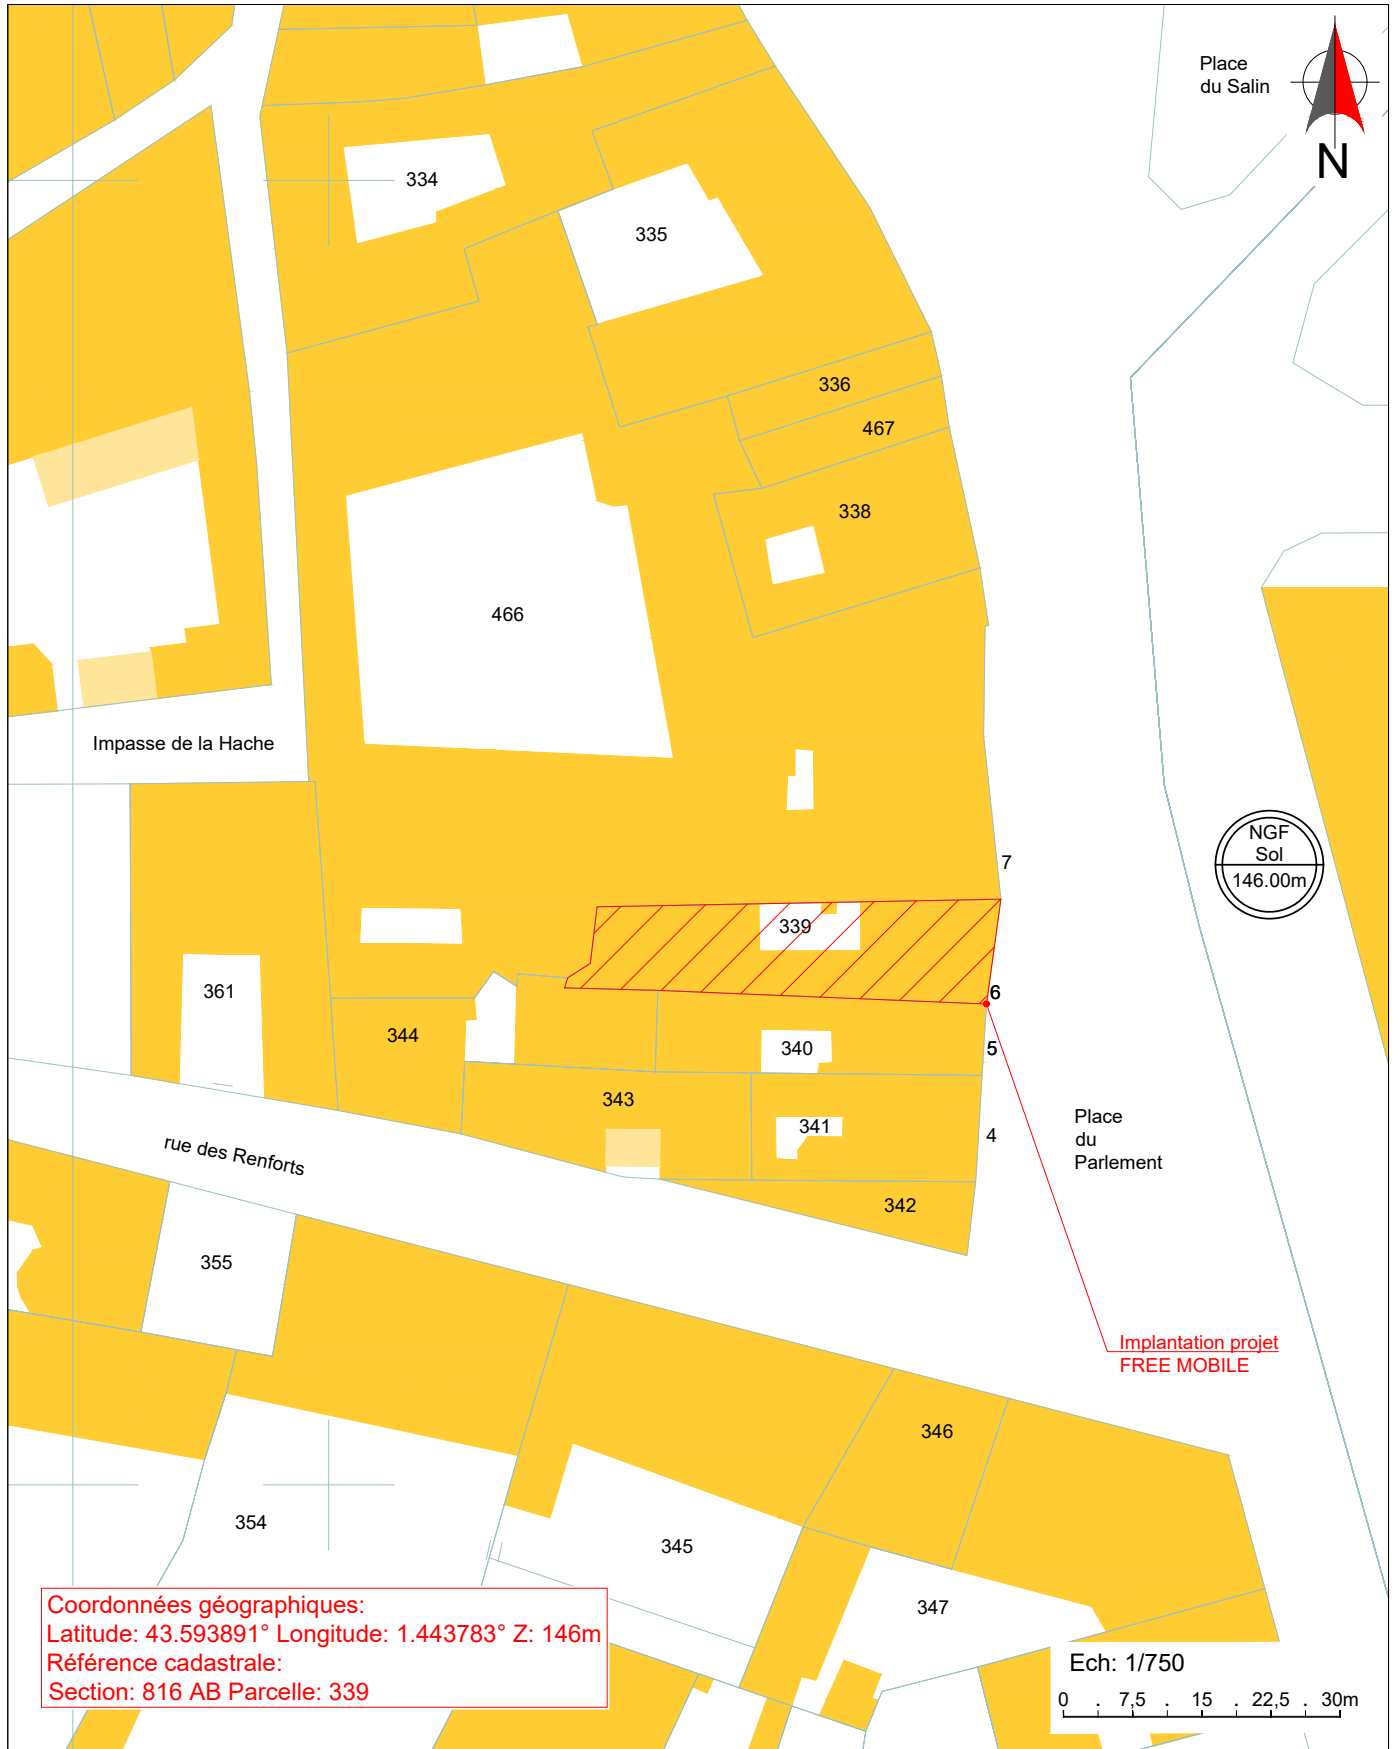 Place
du Salin
N
334
335
336
467
338
466
Impasse de la Hache
NGF
Sol
146.00m
7
339
361
6
344
340
5
343
341
4
Place
du
Parlement
rue des Renforts
342
355
Implantation projet
FREE MOBILE
346
354
345
347
Coordonnées géographiques:
Latitude: 43.593891° Longitude: 1.443783° Z: 146m
Référence cadastrale:
Section: 816 AB Parcelle: 339
Ech: 1/750
0 . 7,5 . 15 . 22,5 . 30m